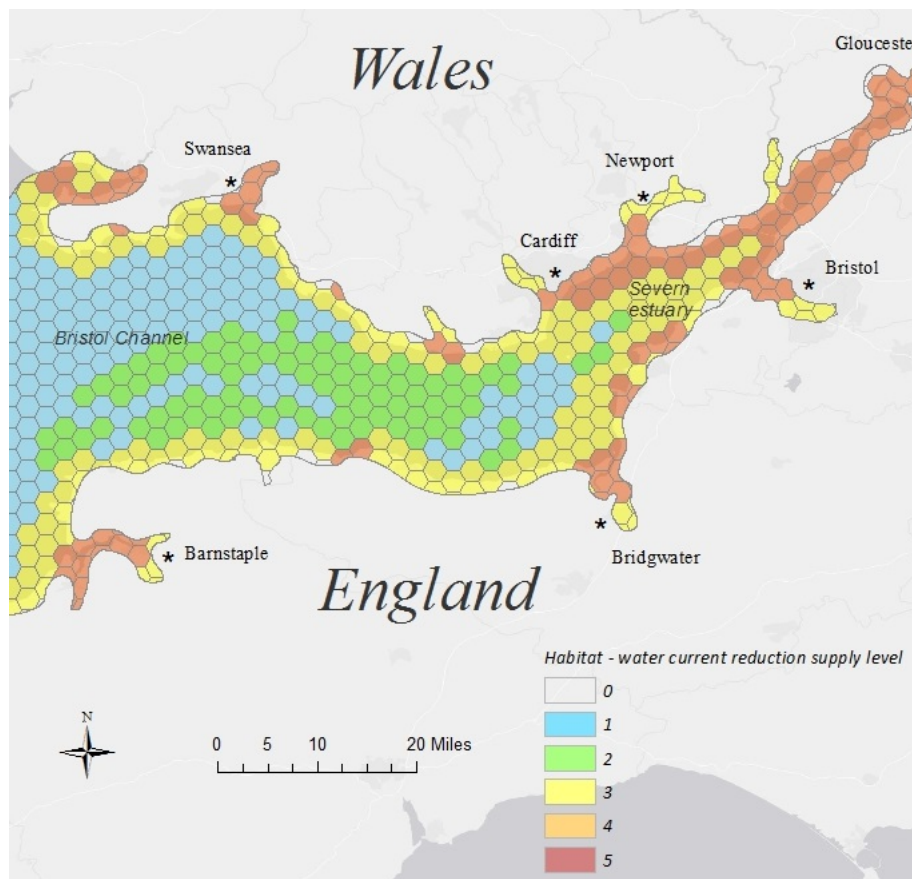 Wales
Glouceste
Swansea
Newport
Cardiff
Bristol
Severn
estuary
Bristol Channel
Barnstaple
Bridgwater
England
Habitat - water current reduction supply level
0
1
2
3
4
5
N
0 5 10 20 Miles